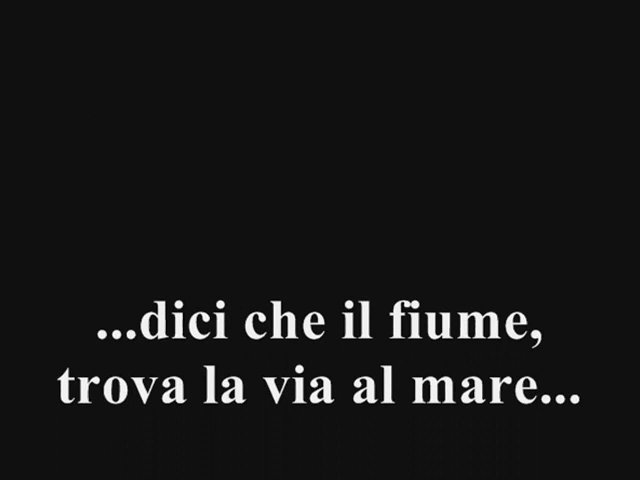 ...dici che il fiume,
trova la via al mare...